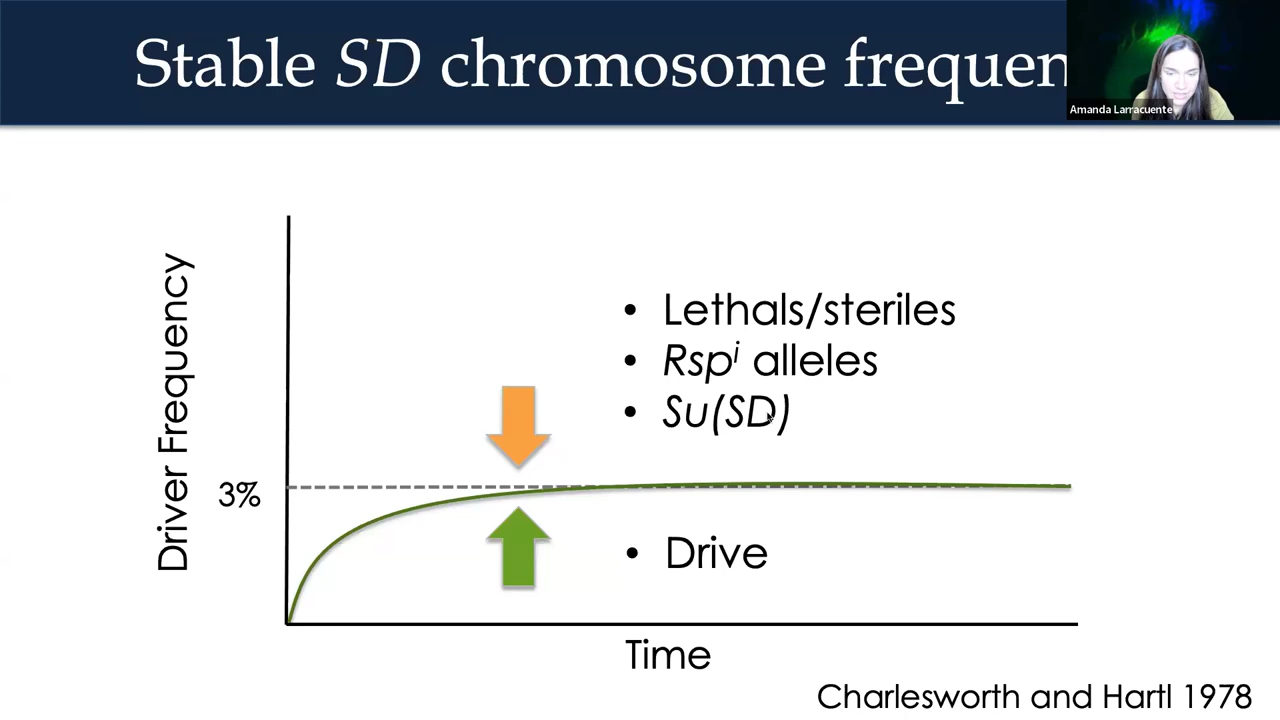 Stable SD chromosome frequen
Amanda Larracuente
Driver Frequency
3%
• Lethals/steriles
• Rspⁱ alleles
• Su(SD)
• Drive
Time
Charlesworth and Hartl 1978